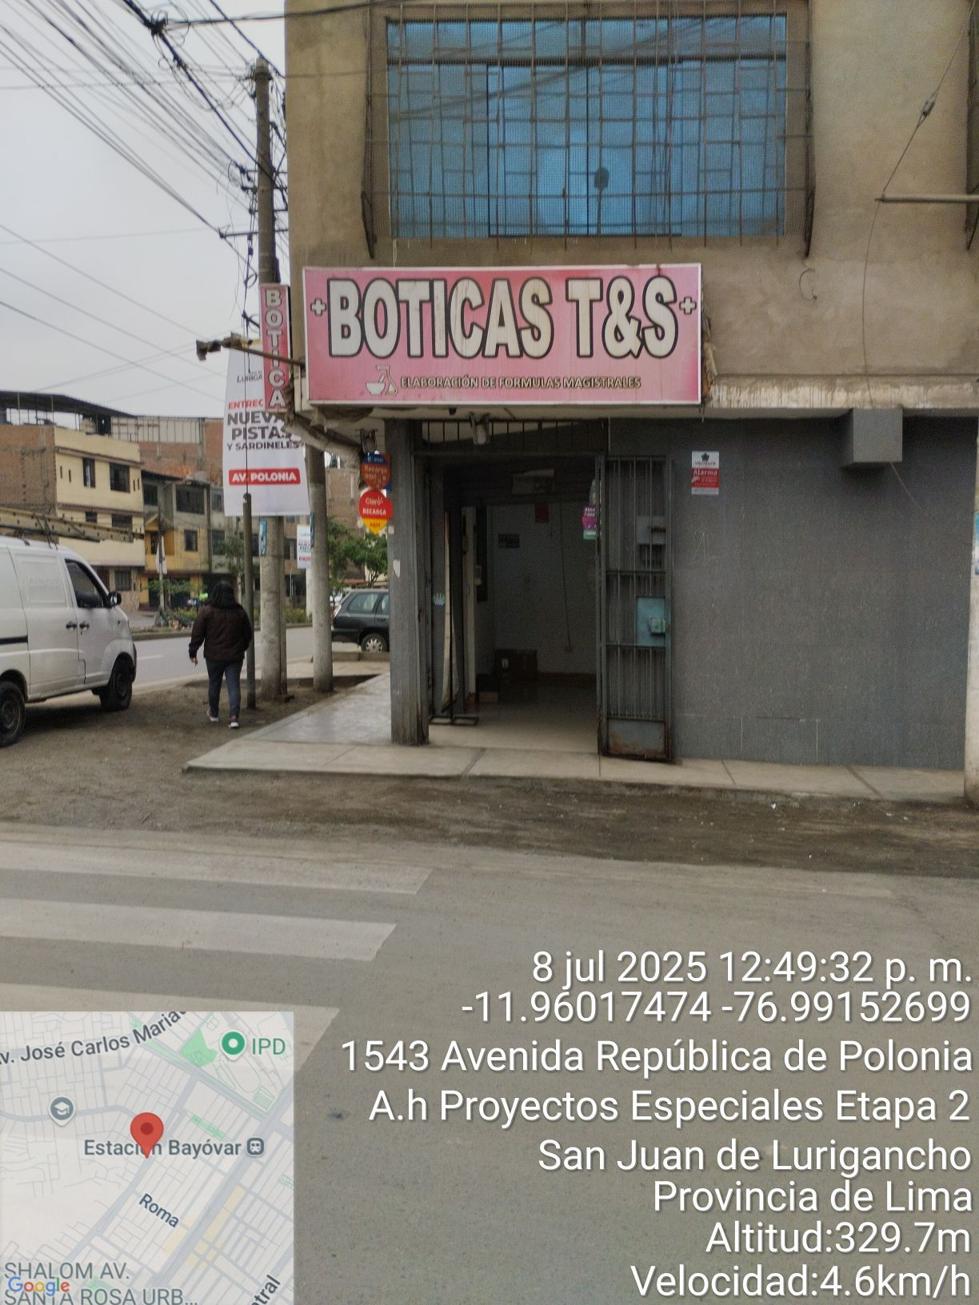 BOTICAS T&S
ELABORACIÓN DE FORMULAS MAGISTRALES
BOTICA
NUEVAS
PISTAS
Y SARDINELES
AV. POLONIA
Recarga
Claro
RECARGA
Alarma
8 jul 2025 12:49:32 p. m.
-11.96017474 -76.99152699
1543 Avenida República de Polonia
A.h Proyectos Especiales Etapa 2
San Juan de Lurigancho
Provincia de Lima
Altitud:329.7m
Velocidad:4.6km/h
v. José Carlos Mariá
IPD
Estación Bayóvar
Roma
SHALOM AV.
SANTA ROSA URB...
ntral
Google